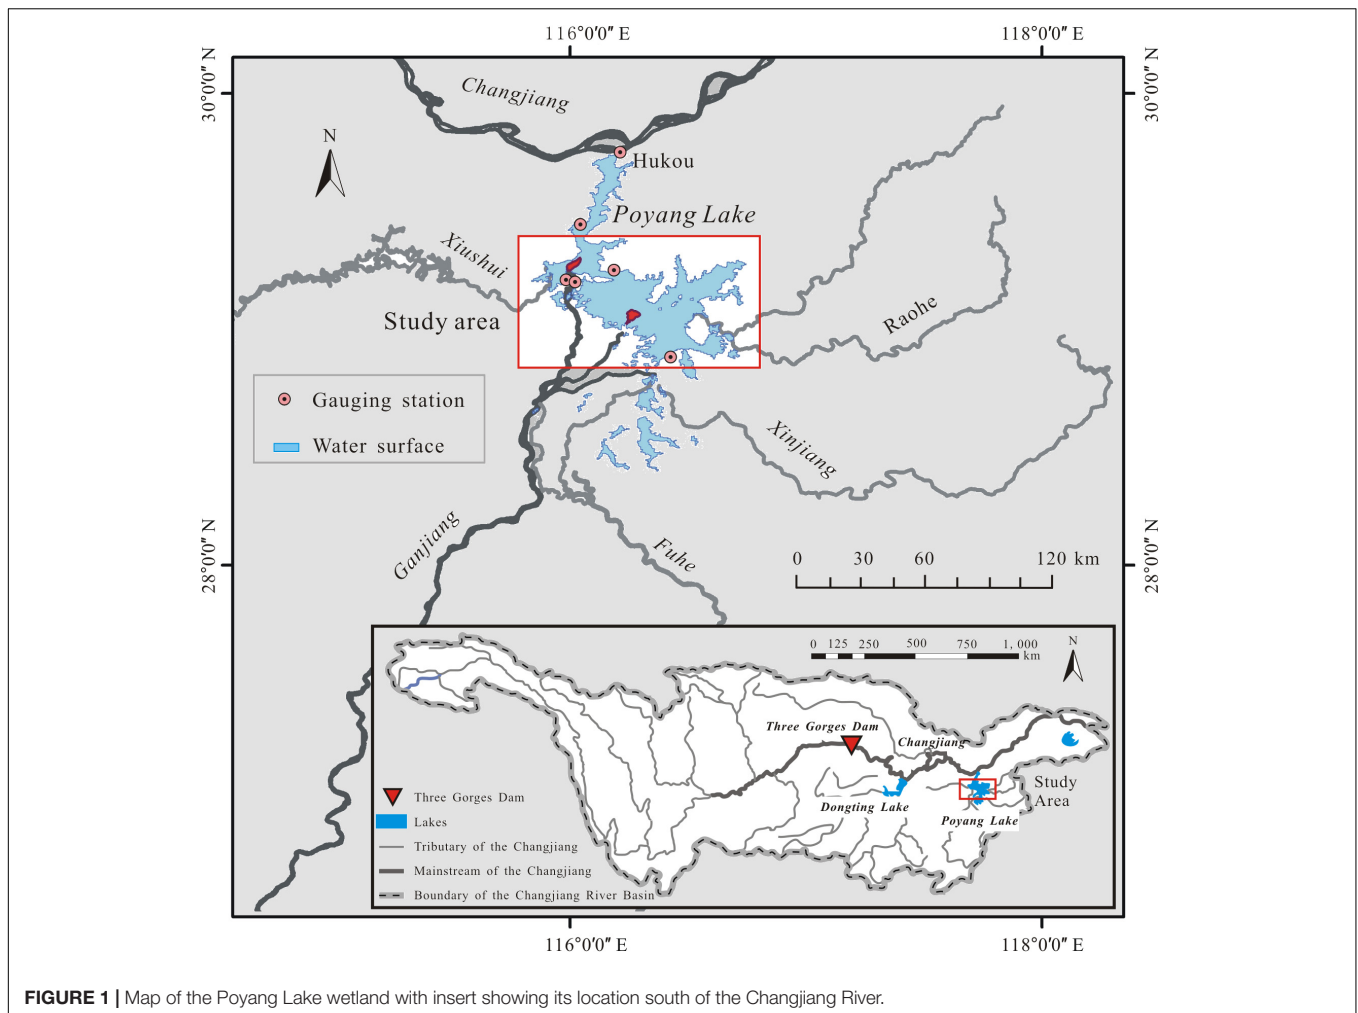 116°0′0″ E
118°0′0″ E
30°0′0″ N
30°0′0″ N
Changjiang
N
Hukou
Poyang Lake
Xiushui
Study area
Raohe
Gauging station
Water surface
Xinjiang
Ganjiang
Fuhe
28°0′0″ N
28°0′0″ N
0 30 60 120 km
0 125 250 500 750 1,000
km
N
Three Gorges Dam
Changjiang
Dongting Lake
Poyang Lake
Study
Area
Three Gorges Dam
Lakes
Tributary of the Changjiang
Mainstream of the Changjiang
Boundary of the Changjiang River Basin
116°0′0″ E
118°0′0″ E
FIGURE 1 | Map of the Poyang Lake wetland with insert showing its location south of the Changjiang River.